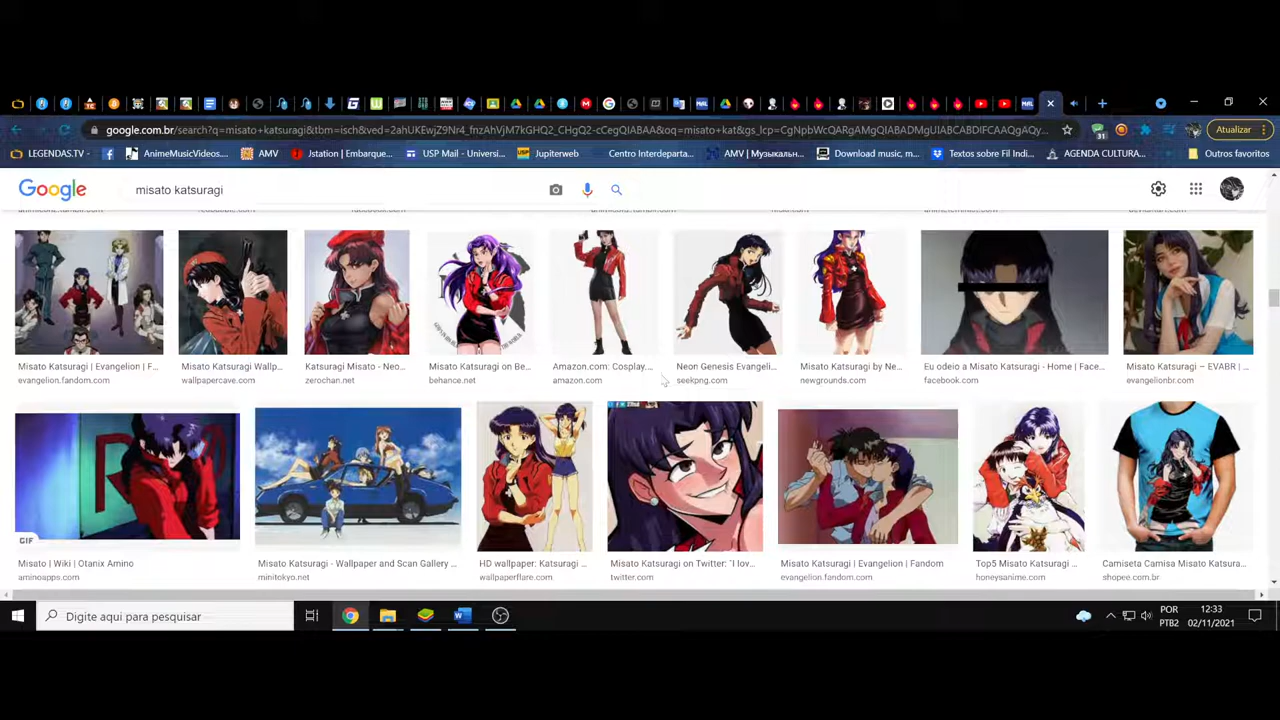 google.com.br/search?q=misato+katsuragi&tbm=isch&ved=2ahUKEwjZ9Nr4_fnzAhVjM7kGHQ2_CHgQ2-cCegQIABAA&oq=misato+kat&gs_lcp=CgNpbWcQARgAMgQIABADMgUIABCABDIFCAAQgAQy...
Atualizar
LEGENDAS.TV - AnimeMusicVideos.... AMV Jstation | Embarque... USP Mail - Universi... Jupiterweb Centro Interdeparta... AMV | Музыкальн... Download music, m... Textos sobre Fil Indi... AGENDA CULTURA... Outros favoritos
Google misato katsuragi
Misato Katsuragi | Evangelion | F...
evangelion.fandom.com
Misato Katsuragi Wallp...
wallpapercave.com
Katsuragi Misato - Neo...
zerochan.net
Misato Katsuragi on Be...
behance.net
Amazon.com: Cosplay...
amazon.com
Neon Genesis Evangeli...
seekpng.com
Misato Katsuragi by Ne...
newgrounds.com
Eu odeio a Misato Katsuragi - Home | Face...
facebook.com
Misato Katsuragi – EVABR | ...
evangelionbr.com
GIF
Misato | Wiki | Otanix Amino
aminoapps.com
Misato Katsuragi - Wallpaper and Scan Gallery ...
minitokyo.net
HD wallpaper: Katsuragi ...
wallpaperflare.com
Misato Katsuragi on Twitter: "I lov...
twitter.com
Misato Katsuragi | Evangelion | Fandom
evangelion.fandom.com
Top5 Misato Katsuragi ...
honeysanime.com
Camiseta Camisa Misato Katsura...
shopee.com.br
Digite aqui para pesquisar
POR
PTB2
12:33
02/11/2021